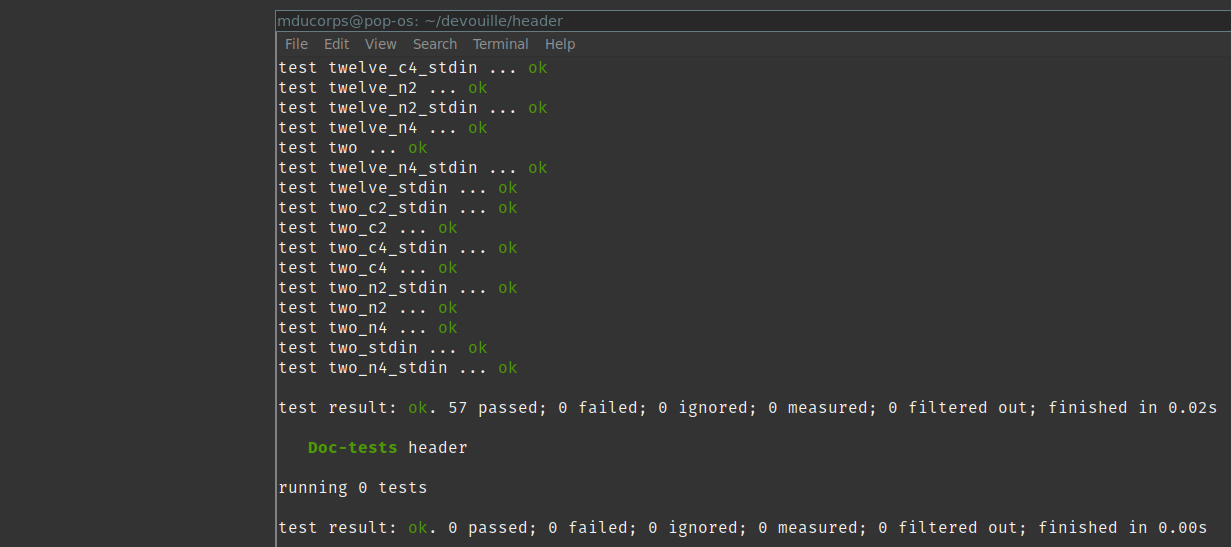 mducorps@pop-os: ~/devouille/header
File Edit View Search Terminal Help
test twelve_c4_stdin ... ok
test twelve_n2 ... ok
test twelve_n2_stdin ... ok
test twelve_n4 ... ok
test two ... ok
test twelve_n4_stdin ... ok
test twelve_stdin ... ok
test two_c2_stdin ... ok
test two_c2 ... ok
test two_c4_stdin ... ok
test two_c4 ... ok
test two_n2_stdin ... ok
test two_n2 ... ok
test two_n4 ... ok
test two_stdin ... ok
test two_n4_stdin ... ok
test result: ok. 57 passed; 0 failed; 0 ignored; 0 measured; 0 filtered out; finished in 0.02s
Doc-tests header
running 0 tests
test result: ok. 0 passed; 0 failed; 0 ignored; 0 measured; 0 filtered out; finished in 0.00s